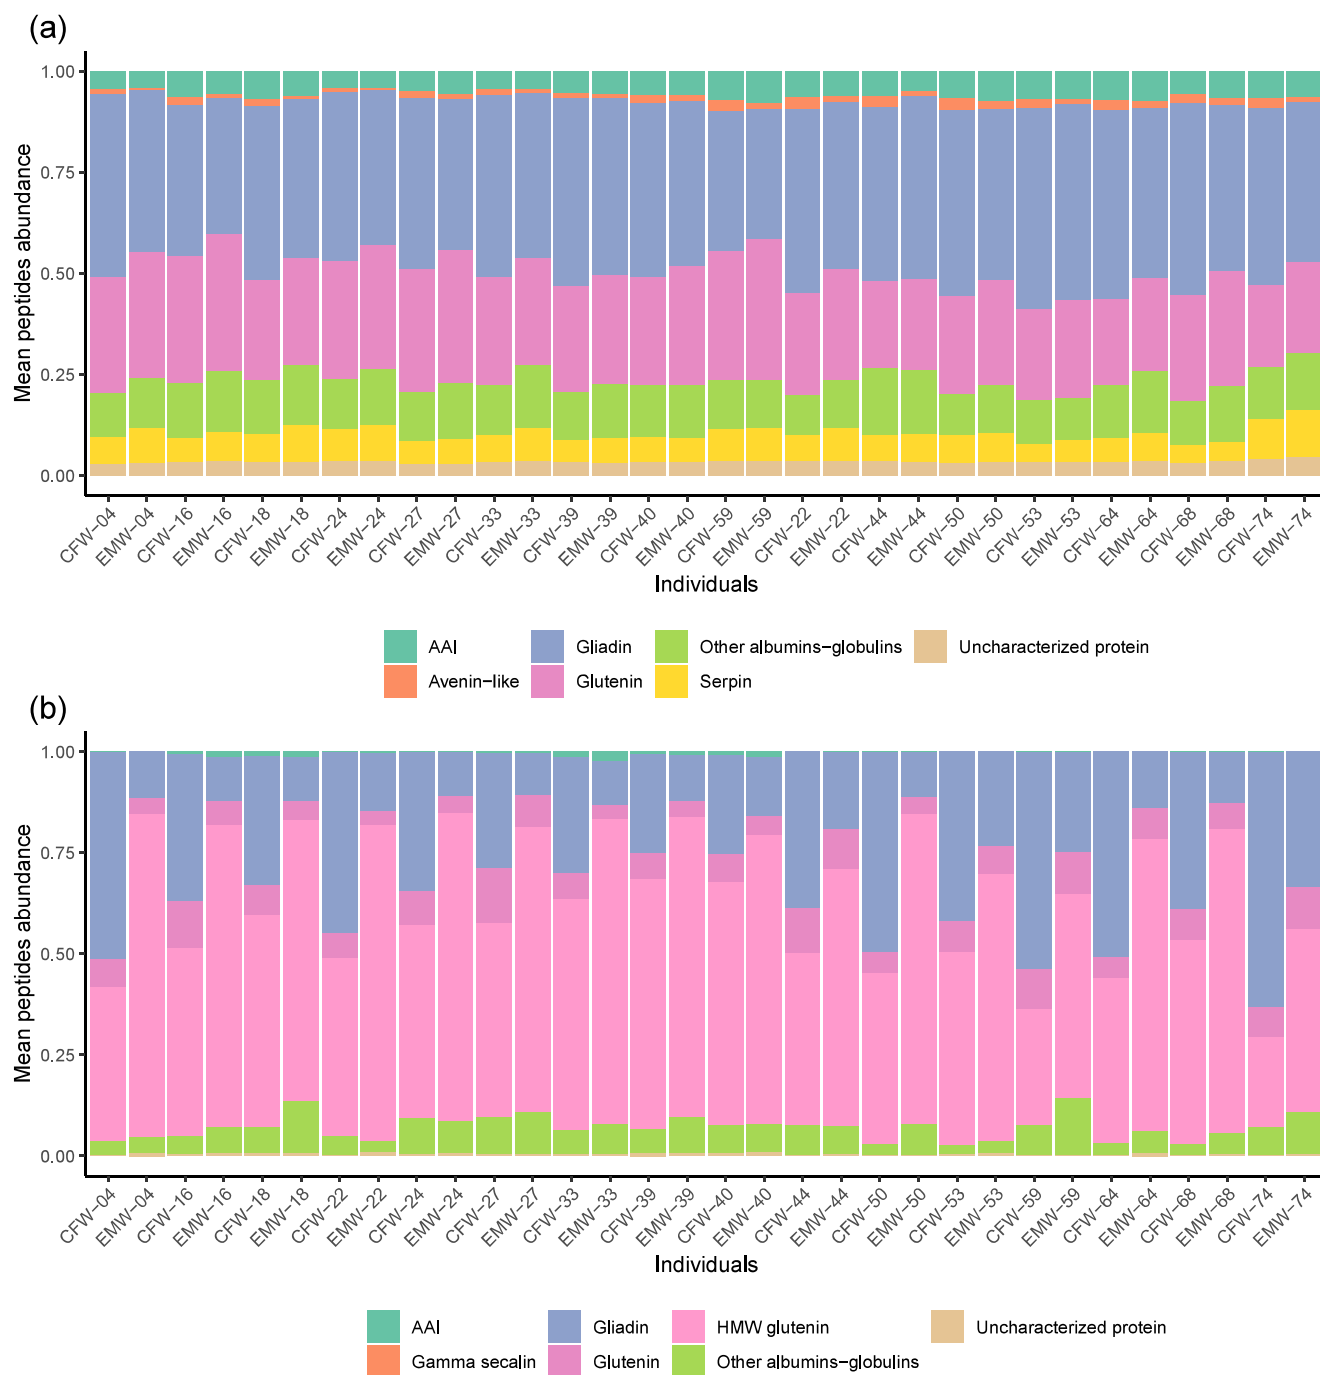 (a)
Mean peptides abundance
1.00
0.75
0.50
0.25
0.00
CFW−04
EMW−04
CFW−16
EMW−16
CFW−18
EMW−18
CFW−24
EMW−24
CFW−27
EMW−27
CFW−33
EMW−33
CFW−39
EMW−39
CFW−40
EMW−40
CFW−59
EMW−59
CFW−22
EMW−22
CFW−44
EMW−44
CFW−50
EMW−50
CFW−53
EMW−53
CFW−64
EMW−64
CFW−68
EMW−68
CFW−74
EMW−74
Individuals
AAI
Gliadin
Other albumins−globulins
Uncharacterized protein
Avenin−like
Glutenin
Serpin
(b)
Mean peptides abundance
1.00
0.75
0.50
0.25
0.00
CFW−04
EMW−04
CFW−16
EMW−16
CFW−18
EMW−18
CFW−22
EMW−22
CFW−24
EMW−24
CFW−27
EMW−27
CFW−33
EMW−33
CFW−39
EMW−39
CFW−40
EMW−40
CFW−44
EMW−44
CFW−50
EMW−50
CFW−53
EMW−53
CFW−59
EMW−59
CFW−64
EMW−64
CFW−68
EMW−68
CFW−74
EMW−74
Individuals
AAI
Gliadin
HMW glutenin
Uncharacterized protein
Gamma secalin
Glutenin
Other albumins−globulins